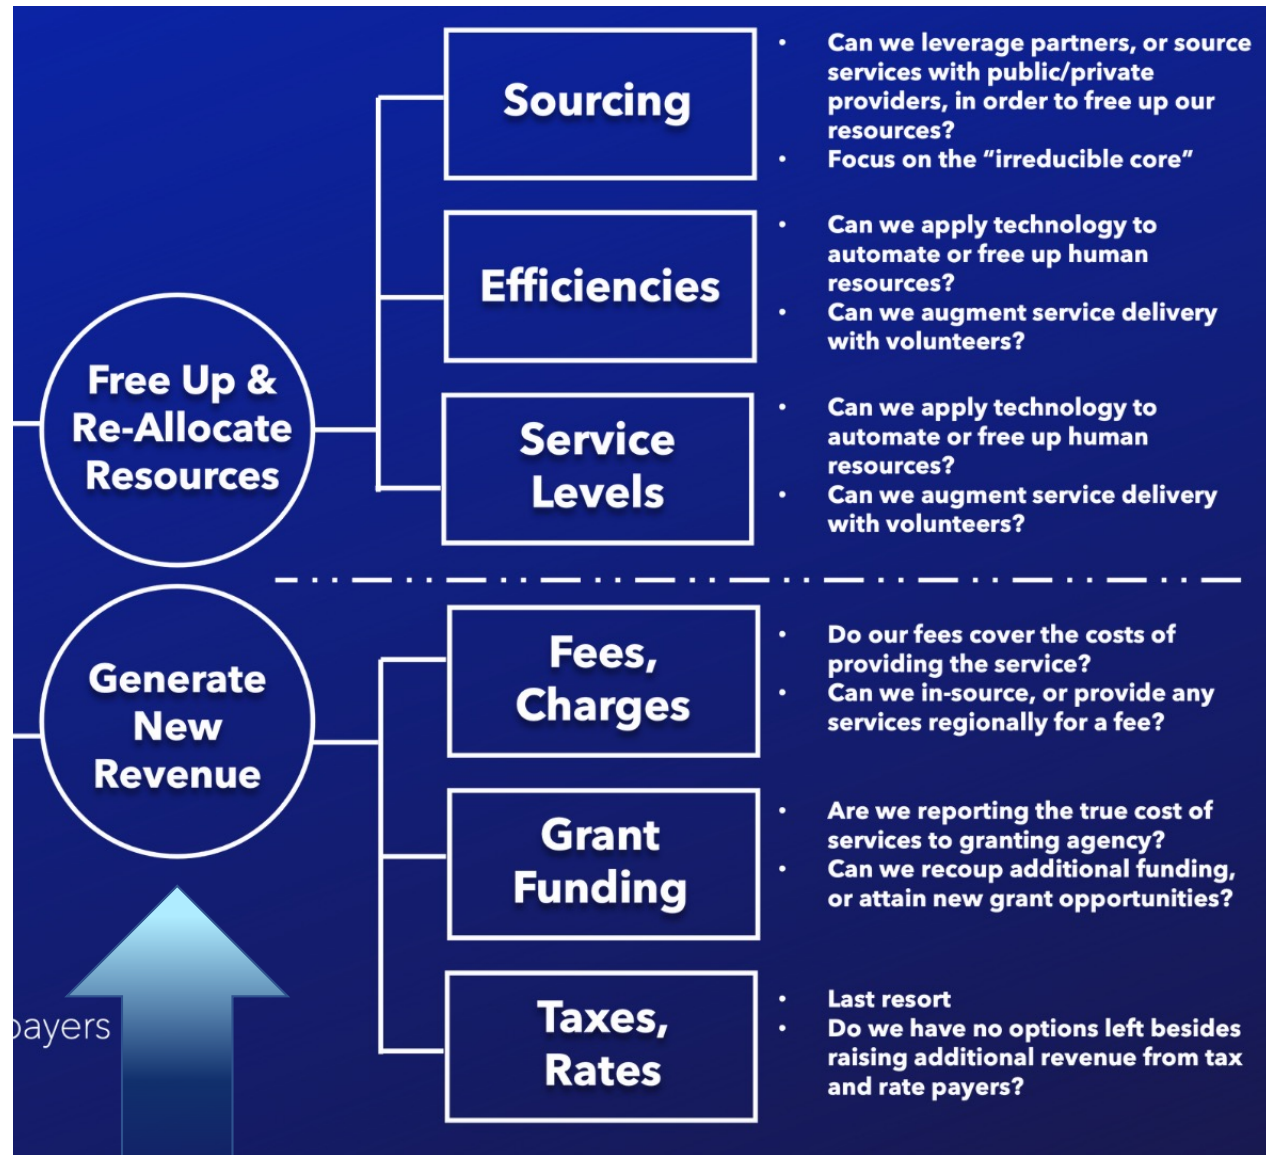 Sourcing
• Can we leverage partners, or source
services with public/private
providers, in order to free up our
resources?
• Focus on the “irreducible core”
Efficiencies
• Can we apply technology to
automate or free up human
resources?
• Can we augment service delivery
with volunteers?
Free Up &
Re-Allocate
Resources
Service
Levels
• Can we apply technology to
automate or free up human
resources?
• Can we augment service delivery
with volunteers?
Generate
New
Revenue
Fees,
Charges
• Do our fees cover the costs of
providing the service?
• Can we in-source, or provide any
services regionally for a fee?
Grant
Funding
• Are we reporting the true cost of
services to granting agency?
• Can we recoup additional funding,
or attain new grant opportunities?
Taxes,
Rates
• Last resort
• Do we have no options left besides
raising additional revenue from tax
and rate payers?